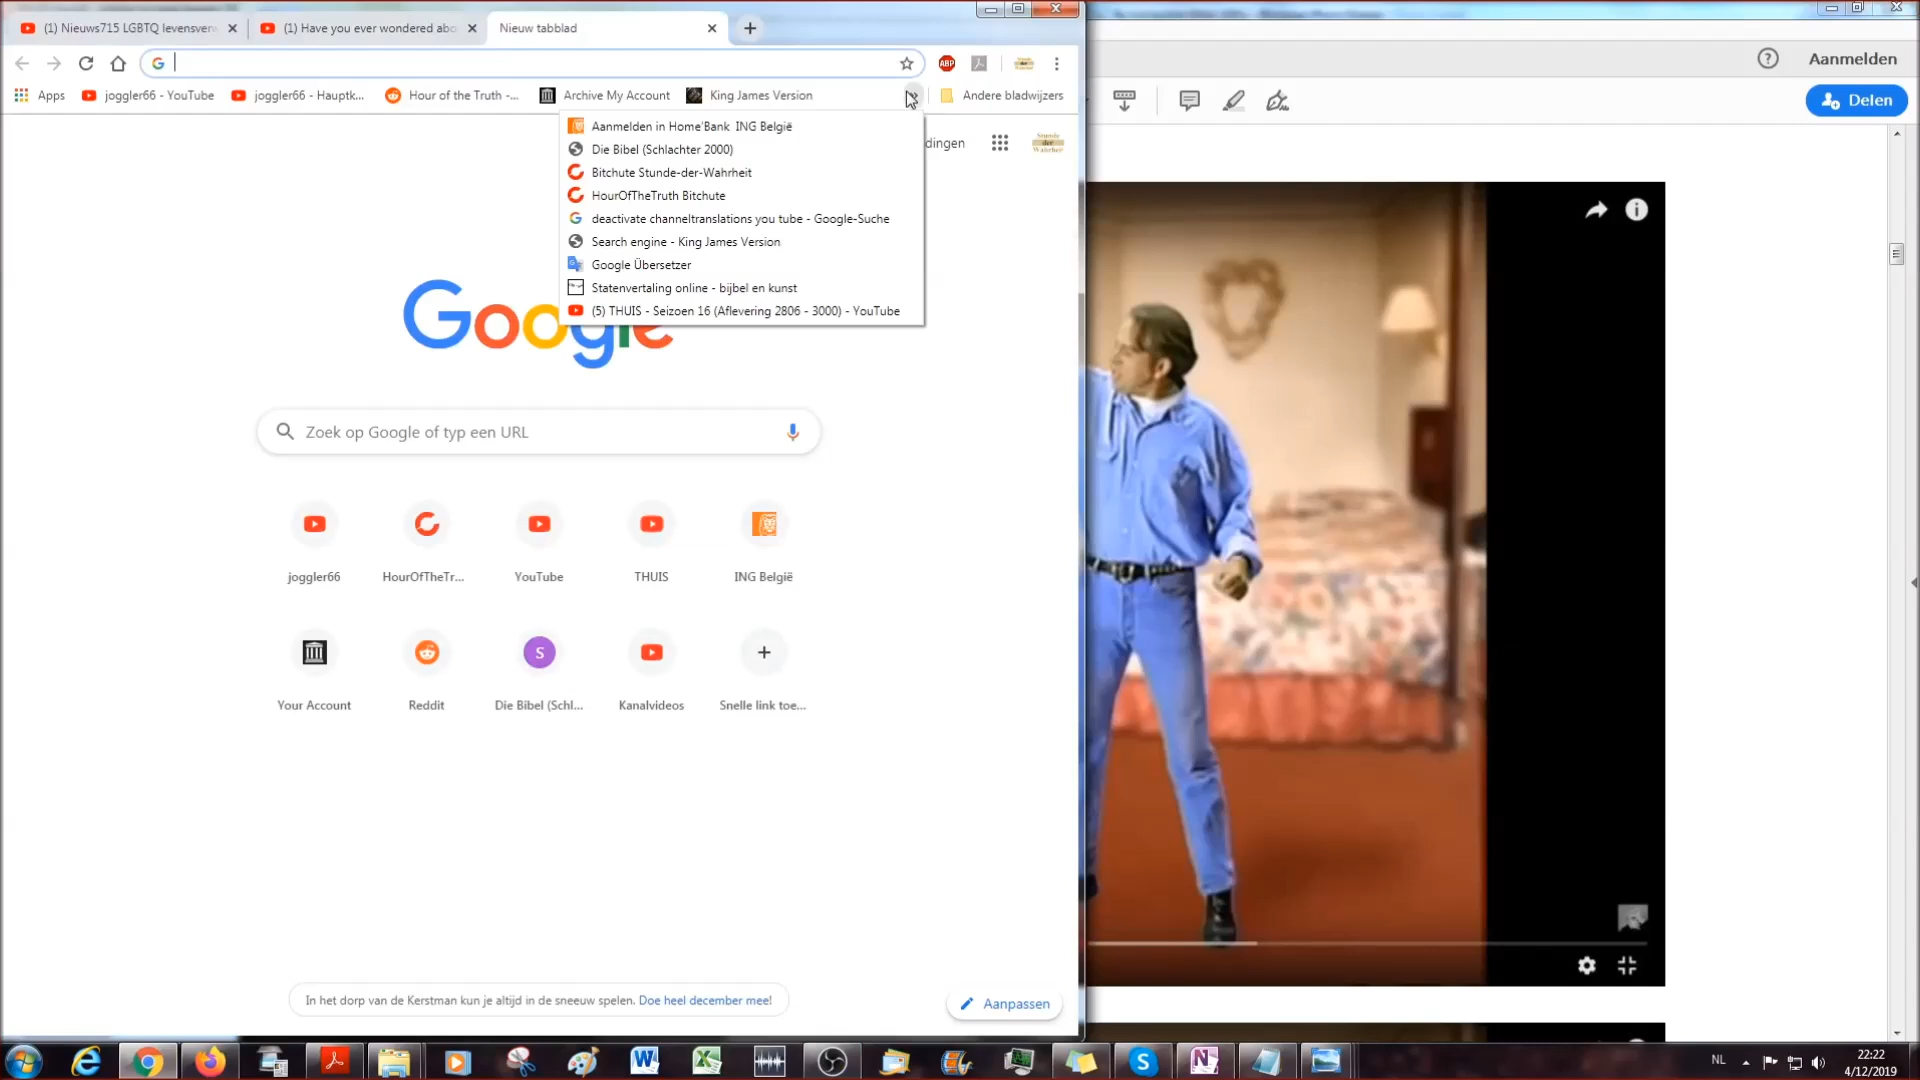 (1) Nieuws715 LGBTQ levensverw
(1) Have you ever wondered abo
Nieuw tabblad
Aanmelden
Apps
joggler66 - YouTube
joggler66 - Hauptk...
Hour of the Truth -...
Archive My Account
King James Version
Andere bladwijzers
Delen
Aanmelden in Home'Bank ING België
Die Bibel (Schlachter 2000)
Bitchute Stunde-der-Wahrheit
HourOfTheTruth Bitchute
deactivate channeltranslations you tube - Google-Suche
Search engine - King James Version
Google Übersetzer
Statenvertaling online - bijbel en kunst
(5) THUIS - Seizoen 16 (Aflevering 2806 - 3000) - YouTube
dingen
Stunde
der
Wahrheit
Google
Zoek op Google of typ een URL
joggler66
HourOfTheTr...
YouTube
THUIS
ING België
S
Your Account
Reddit
Die Bibel (Schl...
Kanalvideos
Snelle link toe...
In het dorp van de Kerstman kun je altijd in de sneeuw spelen. Doe heel december mee!
Aanpassen
NL
22:22
4/12/2019